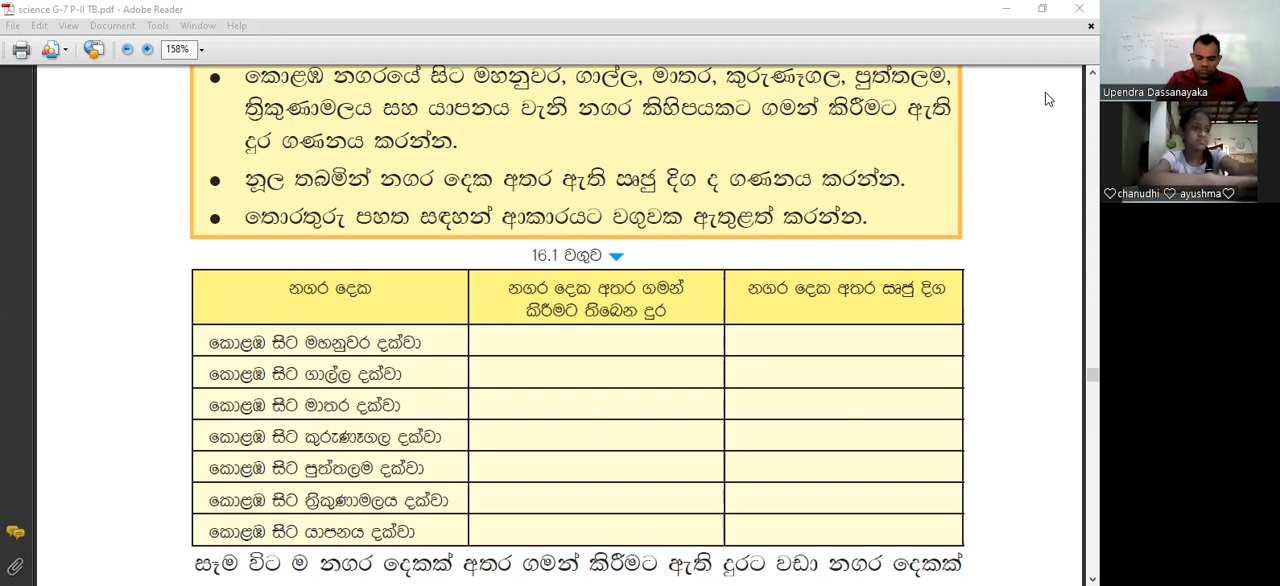 science G-7 P-II TB.pdf - Adobe Reader
File Edit View Document Tools Window Help
158%
• කොළඹ නගරයේ සිට මහනුවර, ගාල්ල, මාතර, කුරුණෑගල, පුත්තලම,
ත්‍රිකුණාමලය සහ යාපනය වැනි නගර කිහිපයකට ගමන් කිරීමට ඇති
දුර ගණනය කරන්න.
• නූල තබමින් නගර දෙක අතර ඇති සෘජු දිග ද ගණනය කරන්න.
• තොරතුරු පහත සඳහන් ආකාරයට වගුවක ඇතුළත් කරන්න.
16.1 වගුව
නගර දෙක
නගර දෙක අතර ගමන්
කිරීමට තිබෙන දුර
නගර දෙක අතර සෘජු දිග
කොළඹ සිට මහනුවර දක්වා
කොළඹ සිට ගාල්ල දක්වා
කොළඹ සිට මාතර දක්වා
කොළඹ සිට කුරුණෑගල දක්වා
කොළඹ සිට පුත්තලම දක්වා
කොළඹ සිට ත්‍රිකුණාමලය දක්වා
කොළඹ සිට යාපනය දක්වා
සෑම විට ම නගර දෙකක් අතර ගමන් කිරීමට ඇති දුරට වඩා නගර දෙකක්
Upendra Dassanayaka
♡chanudhi ♡ ayushma♡